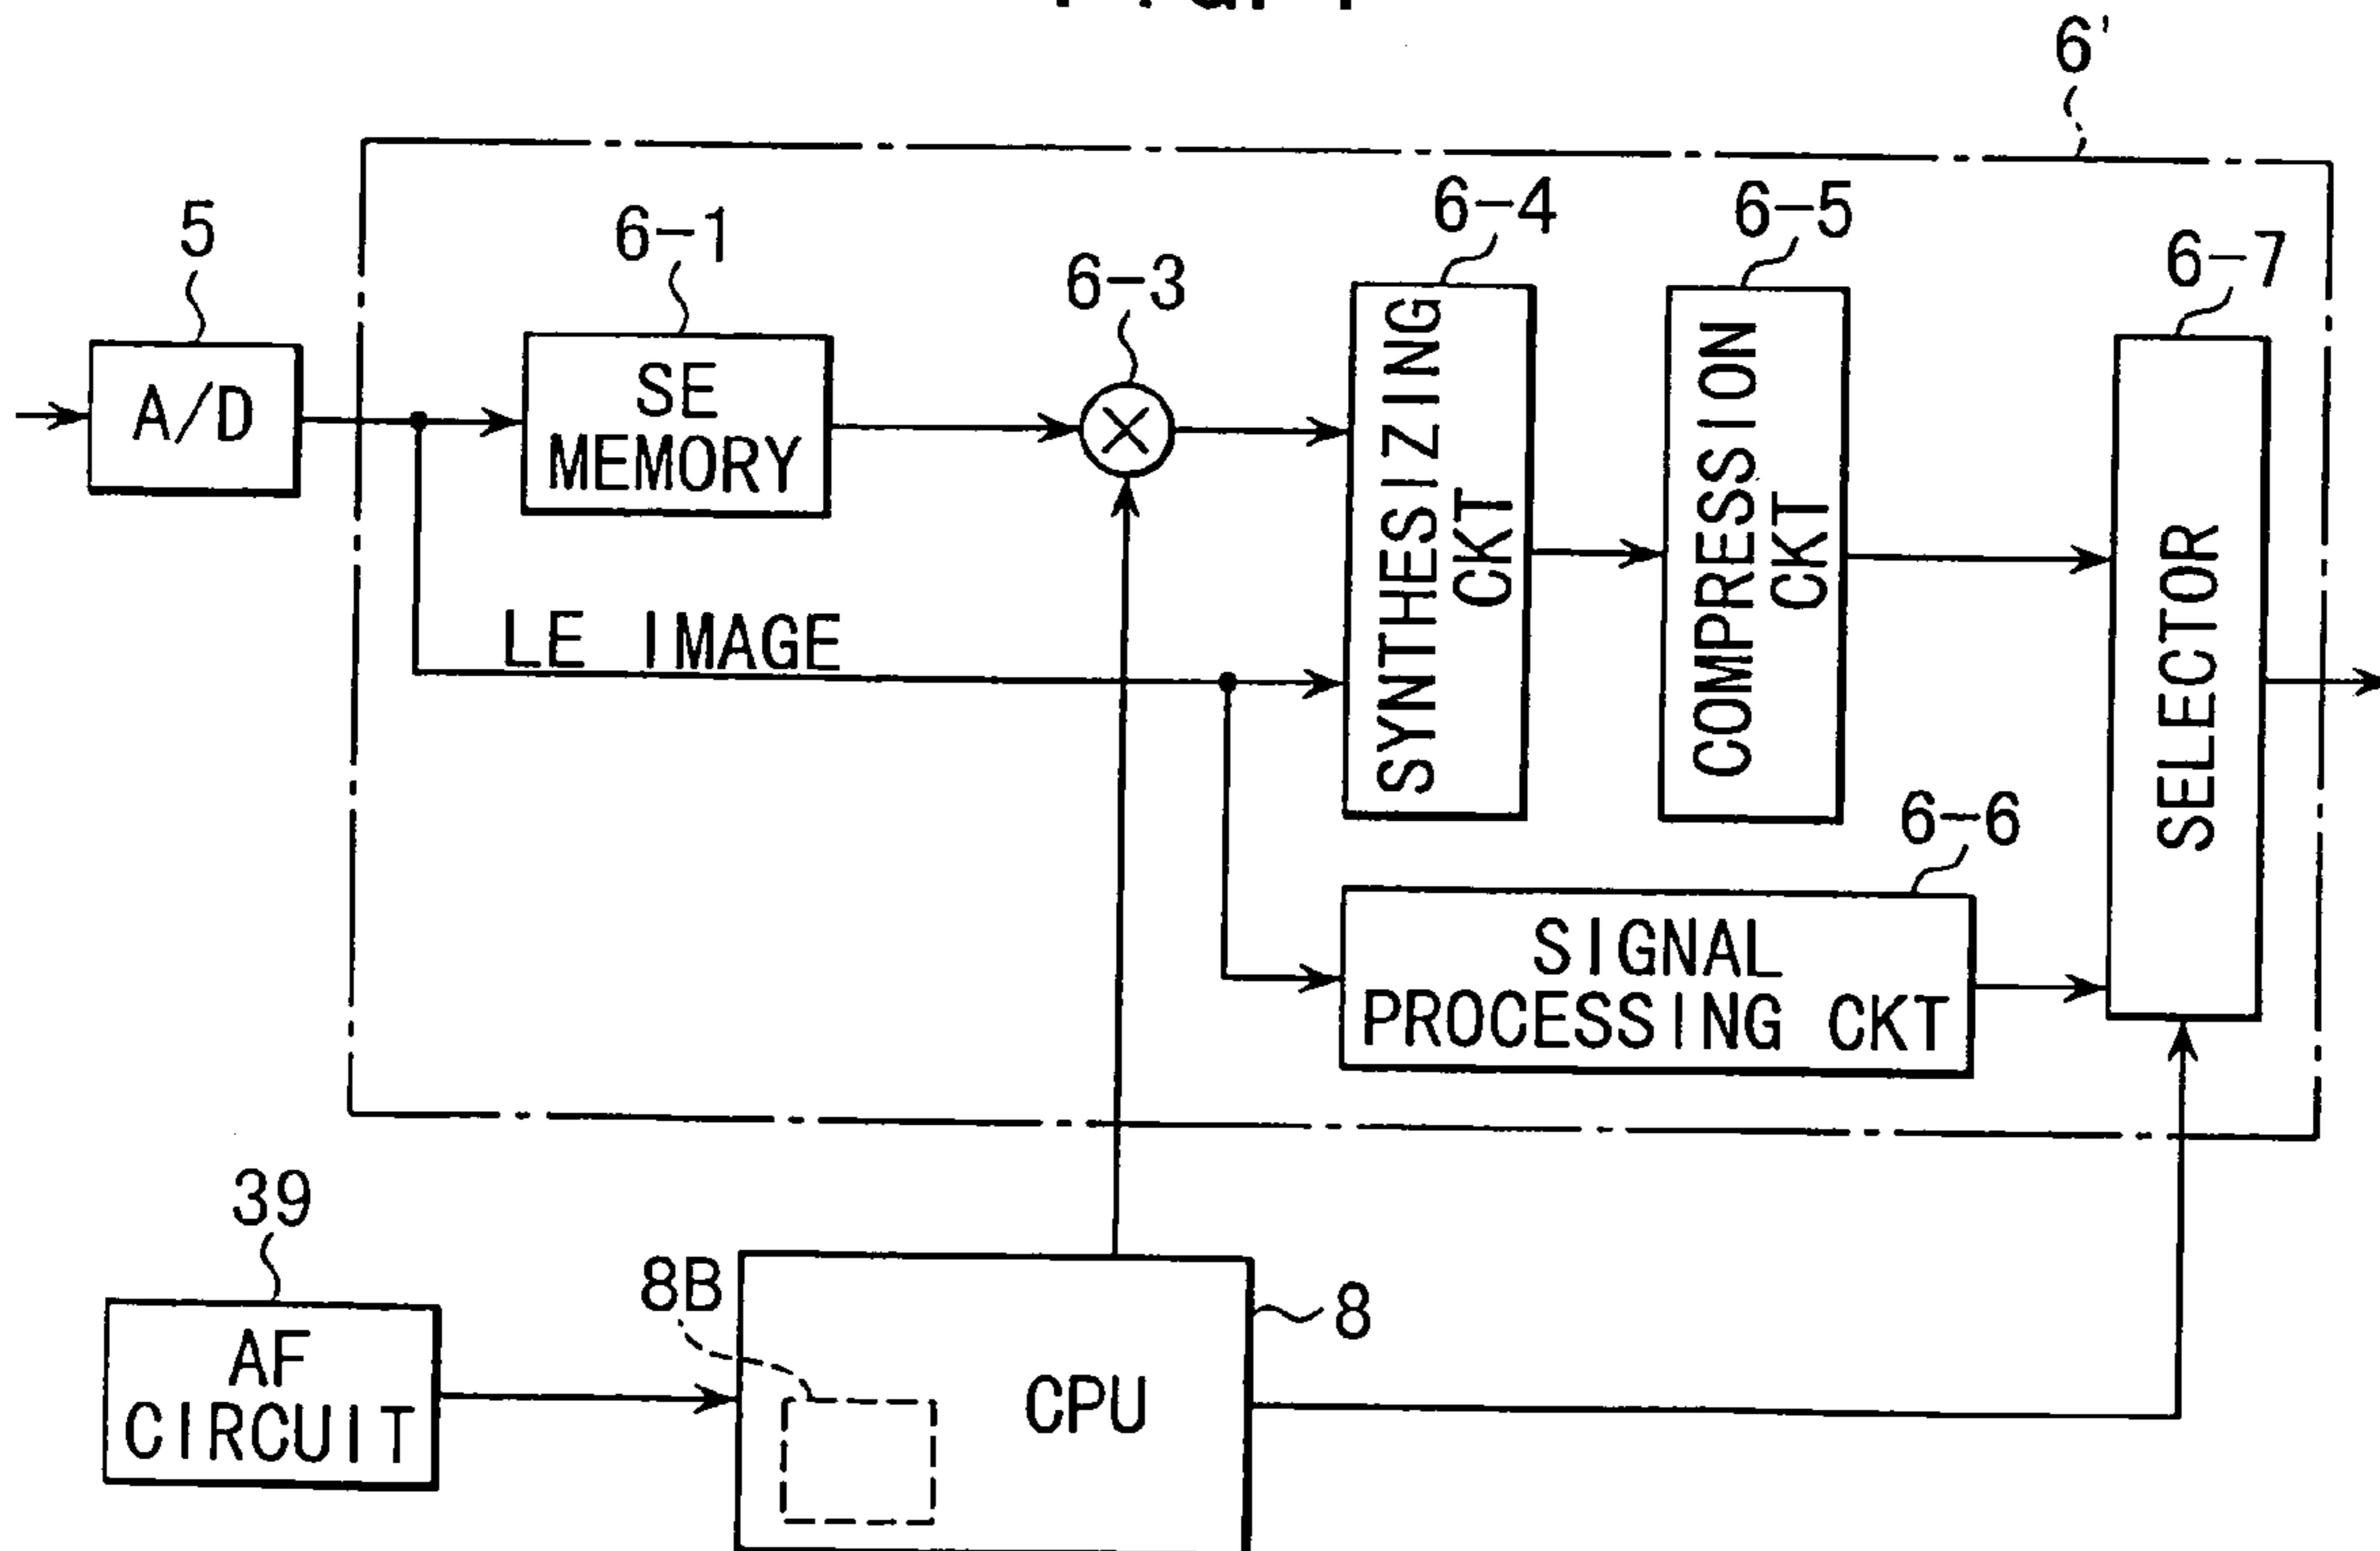 6'
5
6-1
6-3
6-4
6-5
6-7
A/D
SE
MEMORY
SYNTHESIZING
CKT
COMPRESSION
CKT
SELECTOR
LE IMAGE
6-6
SIGNAL
PROCESSING CKT
39
AF
CIRCUIT
8B
8
CPU